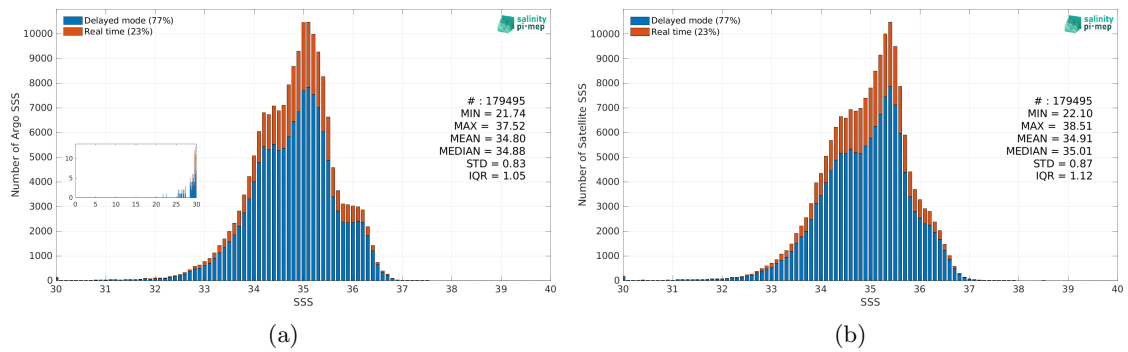 Delayed mode (77%)
Real time (23%)
salinity
pi-mep
Number of Argo SSS
10000
9000
8000
7000
6000
5000
4000
3000
2000
1000
0
# : 179495
MIN = 21.74
MAX = 37.52
MEAN = 34.80
MEDIAN = 34.88
STD = 0.83
IQR = 1.05
10
5
0
0 5 10 15 20 25 30
30 31 32 33 34 35 36 37 38 39 40
SSS
(a)
Delayed mode (77%)
Real time (23%)
salinity
pi-mep
Number of Satellite SSS
10000
9000
8000
7000
6000
5000
4000
3000
2000
1000
0
# : 179495
MIN = 22.10
MAX = 38.51
MEAN = 34.91
MEDIAN = 35.01
STD = 0.87
IQR = 1.12
30 31 32 33 34 35 36 37 38 39 40
SSS
(b)